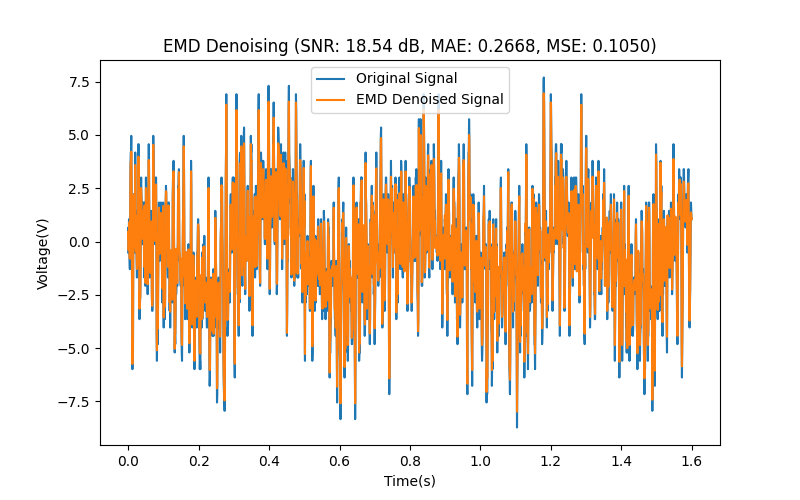 EMD Denoising (SNR: 18.54 dB, MAE: 0.2668, MSE: 0.1050)
Original Signal
EMD Denoised Signal
7.5
5.0
2.5
0.0
−2.5
−5.0
−7.5
Voltage(V)
0.0 0.2 0.4 0.6 0.8 1.0 1.2 1.4 1.6
Time(s)